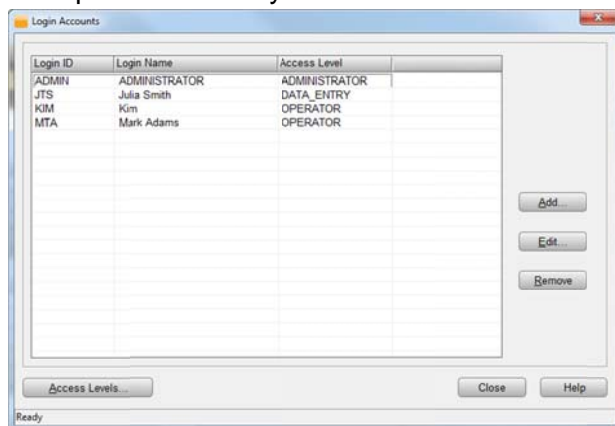 Login Accounts
Login ID Login Name Access Level
ADMIN ADMINISTRATOR ADMINISTRATOR
JTS Julia Smith DATA_ENTRY
KIM Kim OPERATOR
MTA Mark Adams OPERATOR
Add...
Edit...
Remove
Access Levels... Close Help
Ready